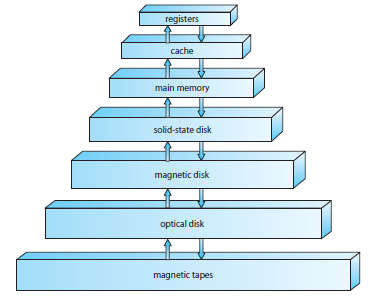 registers
cache
main memory
solid-state disk
magnetic disk
optical disk
magnetic tapes